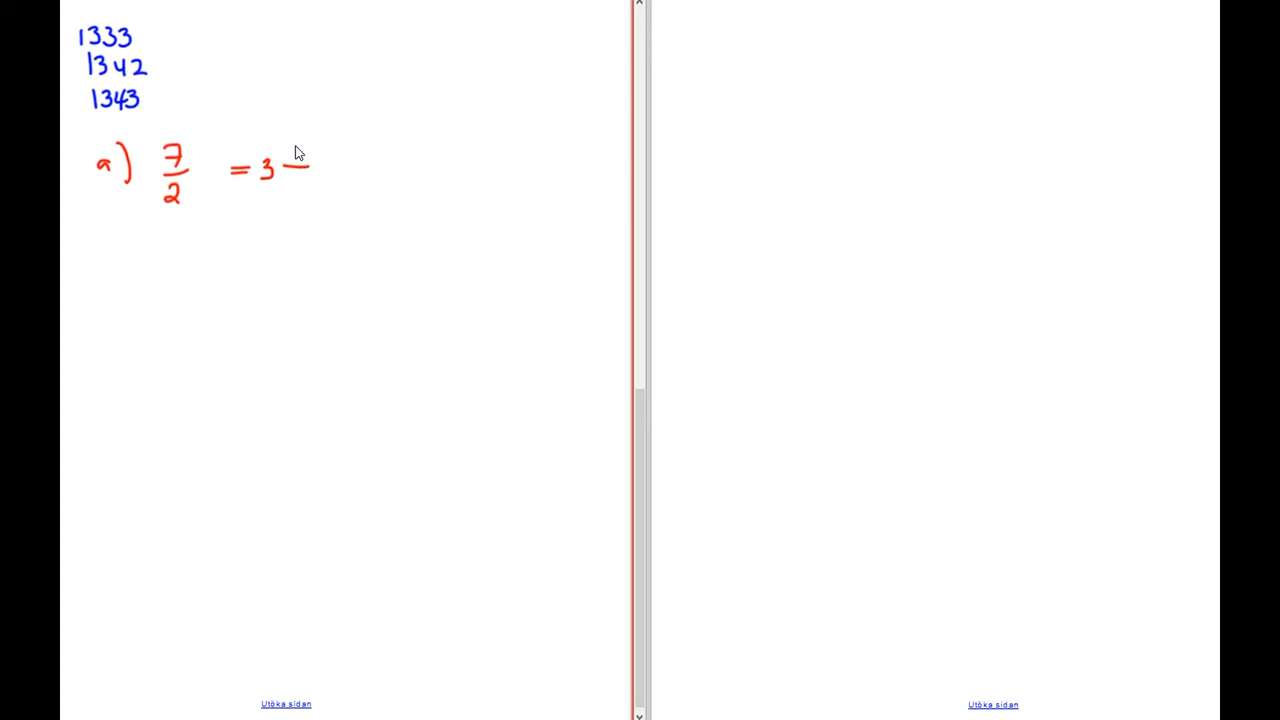 1333
1342
1343
a) 7/2 = 3 —
Utöka sidan
Utöka sidan